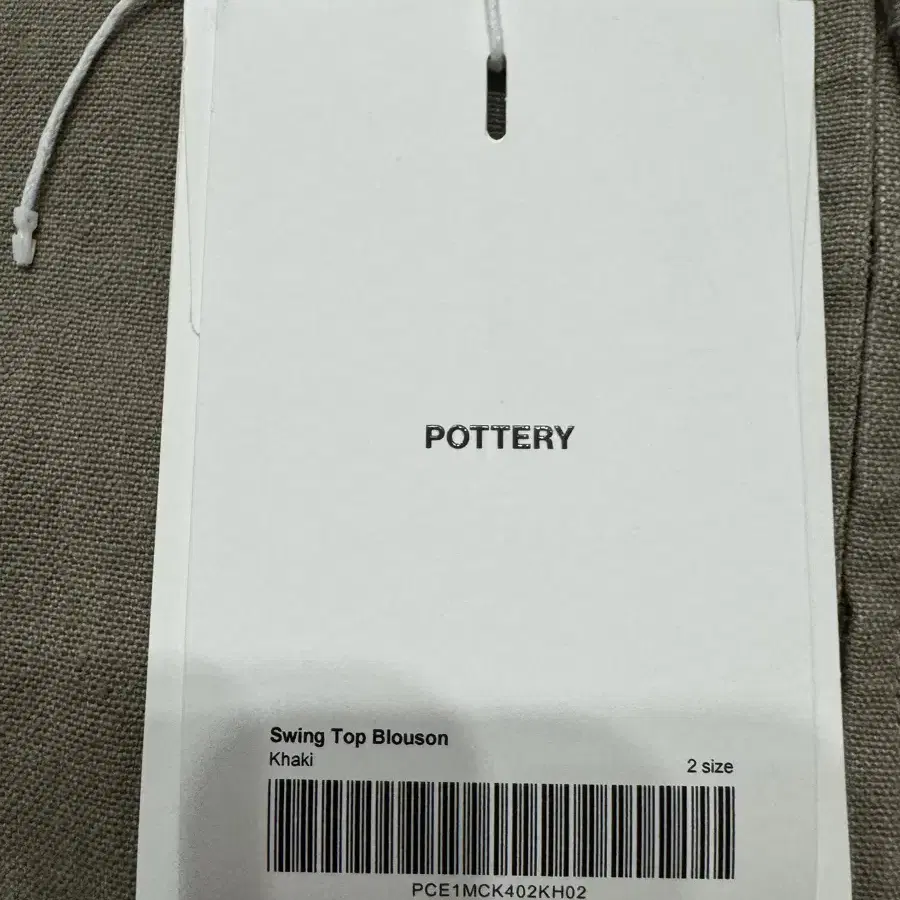 POTTERY
Swing Top Blouson
Khaki
2 size
PCE1MCK402KH02